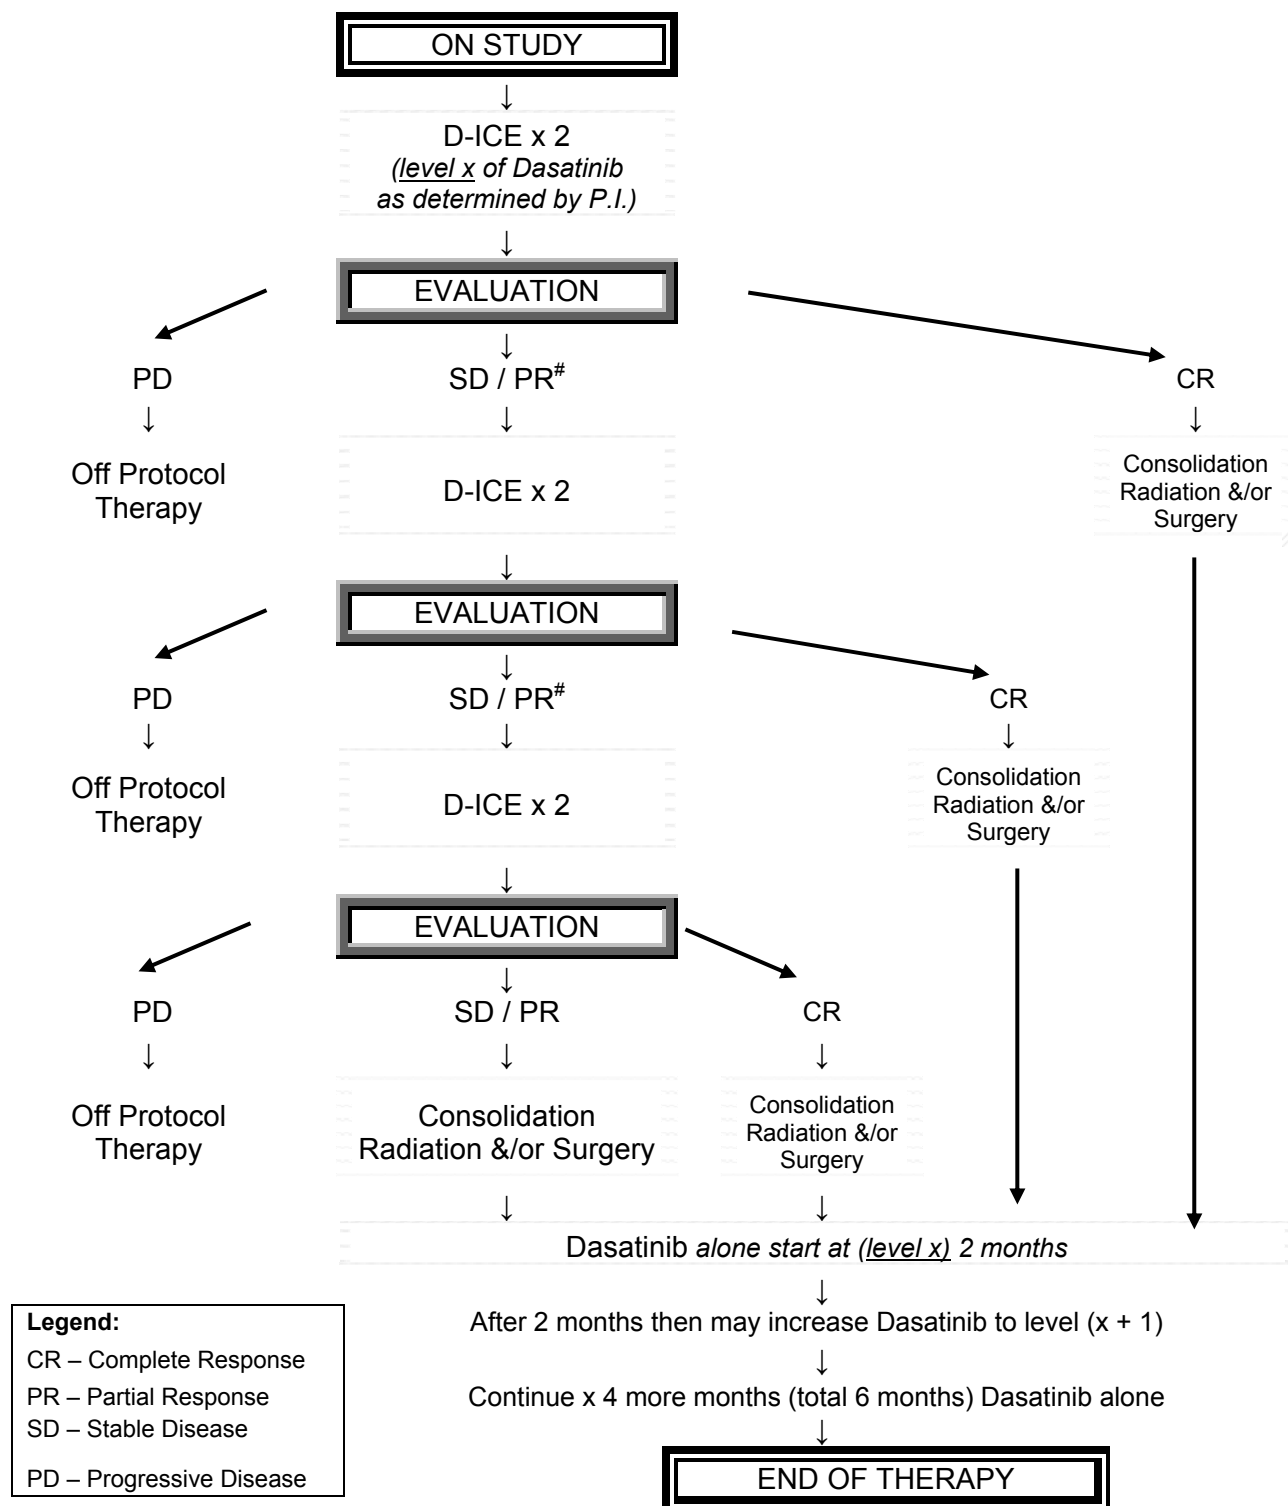 ON STUDY
↓
D-ICE x 2
(level x of Dasatinib
as determined by P.I.)
↓
EVALUATION
↓
PD
SD / PR#
CR
↓
↓
↓
Off Protocol
Therapy
D-ICE x 2
Consolidation
Radiation &/or
Surgery
↓
EVALUATION
↓
PD
SD / PR#
CR
↓
↓
↓
Off Protocol
Therapy
D-ICE x 2
Consolidation
Radiation &/or
Surgery
↓
EVALUATION
↓
PD
SD / PR
CR
↓
↓
↓
Off Protocol
Therapy
Consolidation
Radiation &/or Surgery
Consolidation
Radiation &/or
Surgery
↓
↓
Dasatinib alone start at (level x) 2 months
↓
After 2 months then may increase Dasatinib to level (x + 1)
↓
Continue x 4 more months (total 6 months) Dasatinib alone
↓
END OF THERAPY
Legend:
CR – Complete Response
PR – Partial Response
SD – Stable Disease
PD – Progressive Disease